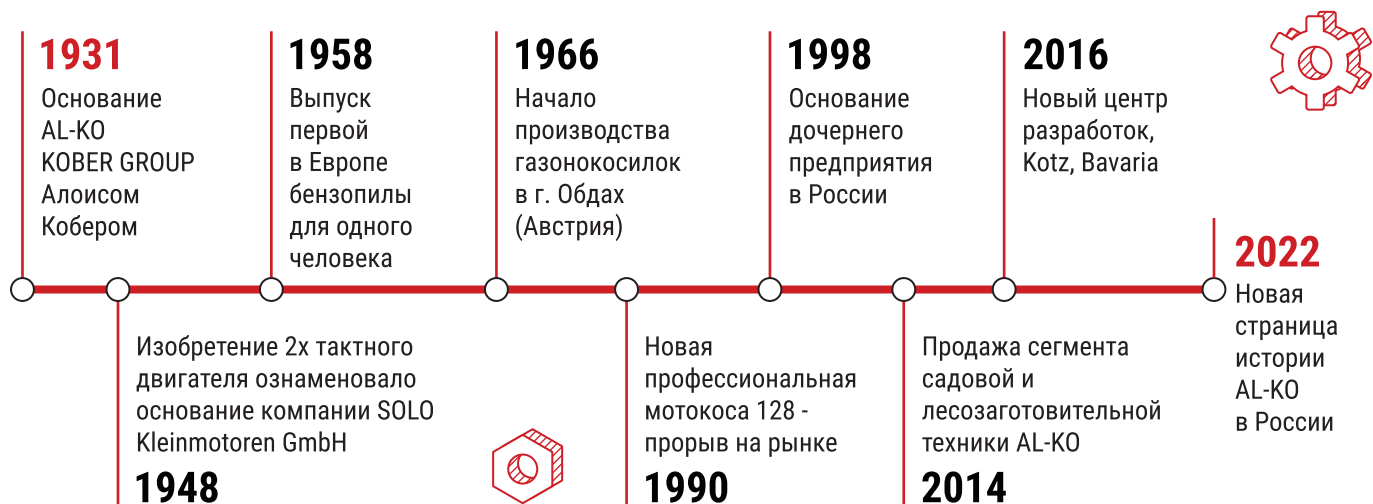 1931
Основание
AL-KO
KOBER GROUP
Алоисом
Кобером
1958
Выпуск
первой
в Европе
бензопилы
для одного
человека
1966
Начало
производства
газонокосилок
в г. Обдах
(Австрия)
1998
Основание
дочернего
предприятия
в России
2016
Новый центр
разработок,
Kotz, Bavaria
2022
Новая
страница
истории
AL-KO
в России
Изобретение 2х тактного
двигателя ознаменовало
основание компании SOLO
Kleinmotoren GmbH
1948
Новая
профессиональная
мотокоса 128 -
прорыв на рынке
1990
Продажа сегмента
садовой и
лесозаготовительной
техники AL-KO
2014